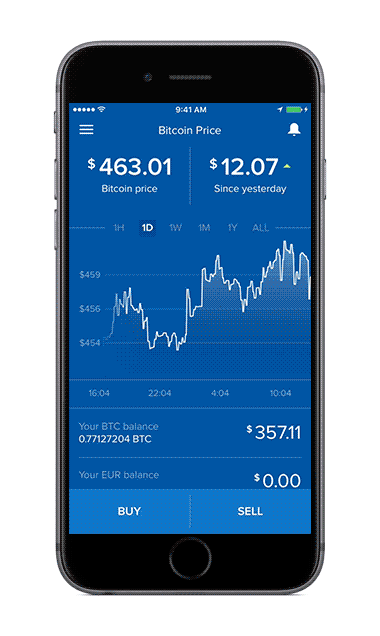 9:41 AM
Bitcoin Price
$463.01 $12.07
Bitcoin price Since yesterday
1H 1D 1W 1M 1Y ALL
$459
$456
$454
16:04 22:04 4:04 10:04
Your BTC balance
0.77127204 BTC
$357.11
Your EUR balance
$0.00
BUY SELL